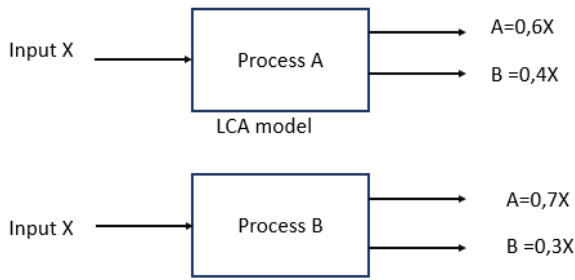 Input X
Process A
A=0,6X
B =0,4X
LCA model
Input X
Process B
A=0,7X
B =0,3X